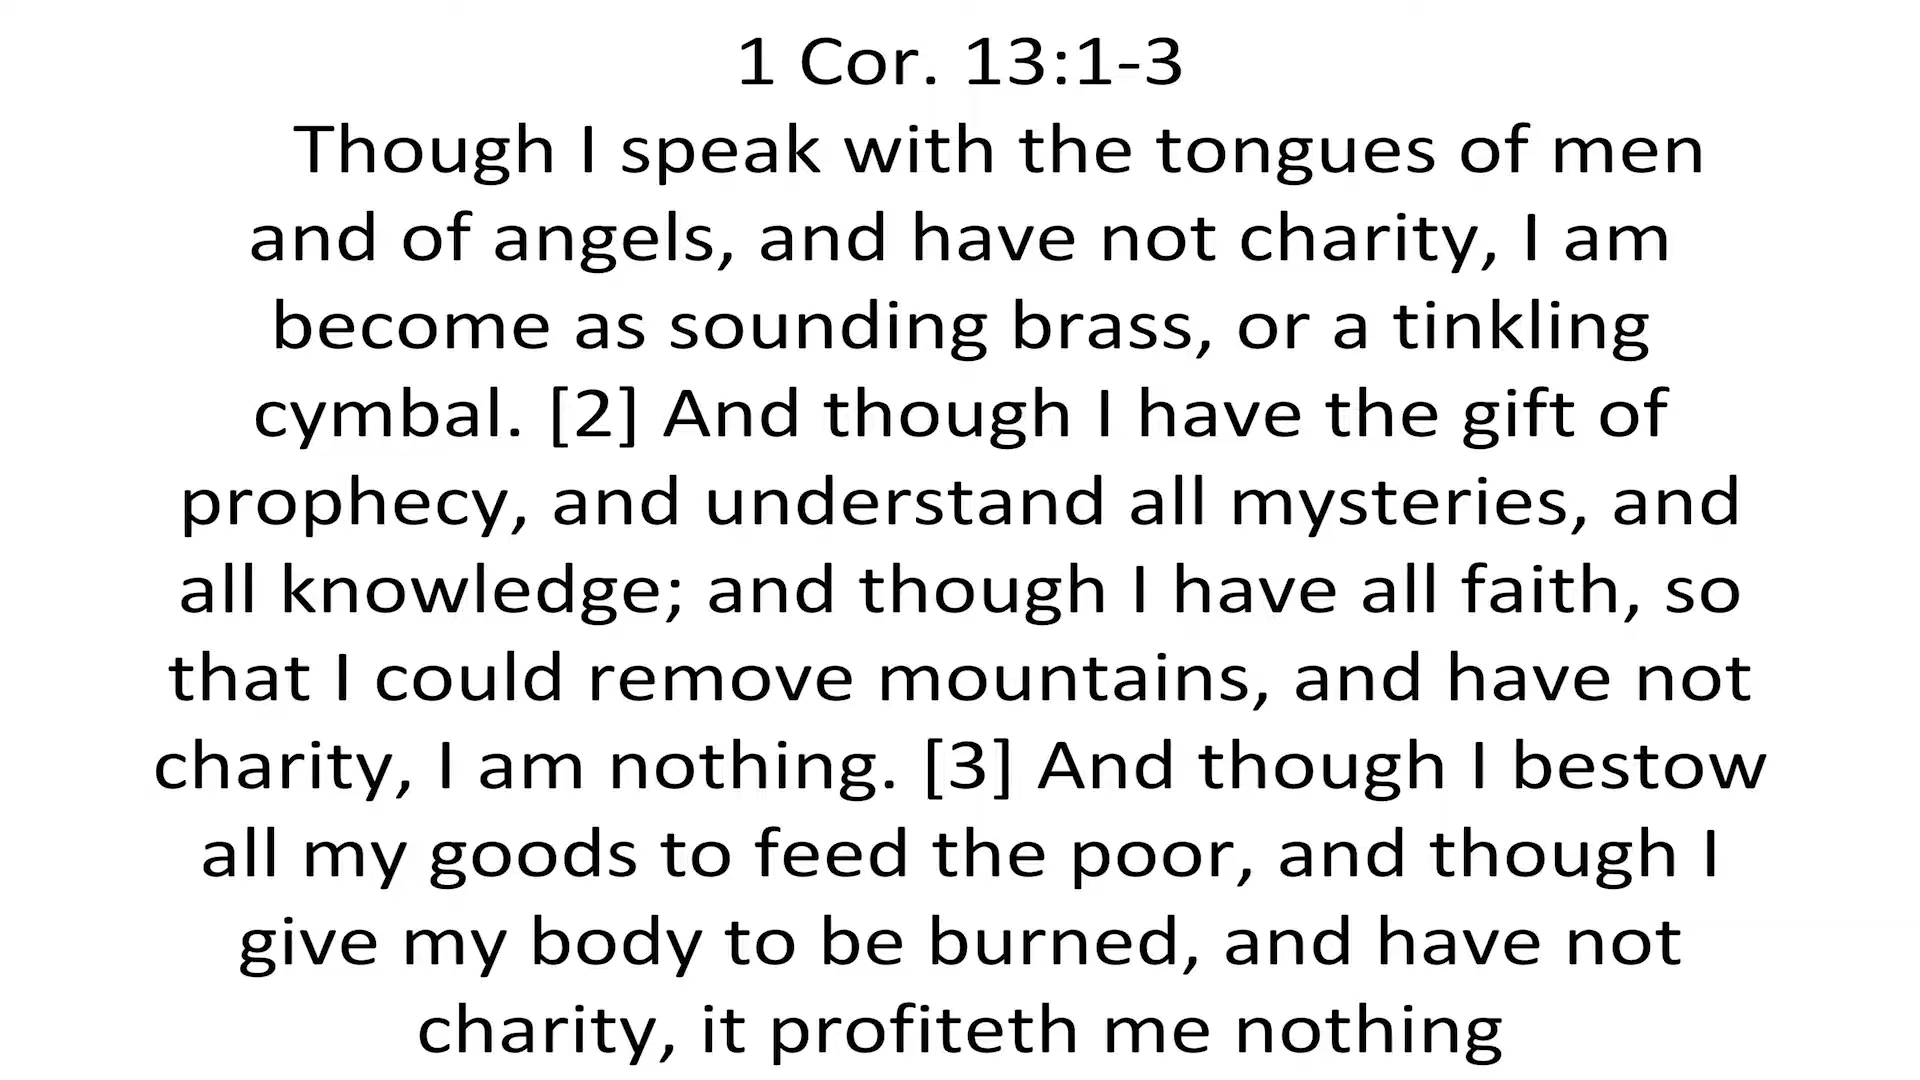 1 Cor. 13:1-3
Though I speak with the tongues of men
and of angels, and have not charity, I am
become as sounding brass, or a tinkling
cymbal. [2] And though I have the gift of
prophecy, and understand all mysteries, and
all knowledge; and though I have all faith, so
that I could remove mountains, and have not
charity, I am nothing. [3] And though I bestow
all my goods to feed the poor, and though I
give my body to be burned, and have not
charity, it profiteth me nothing